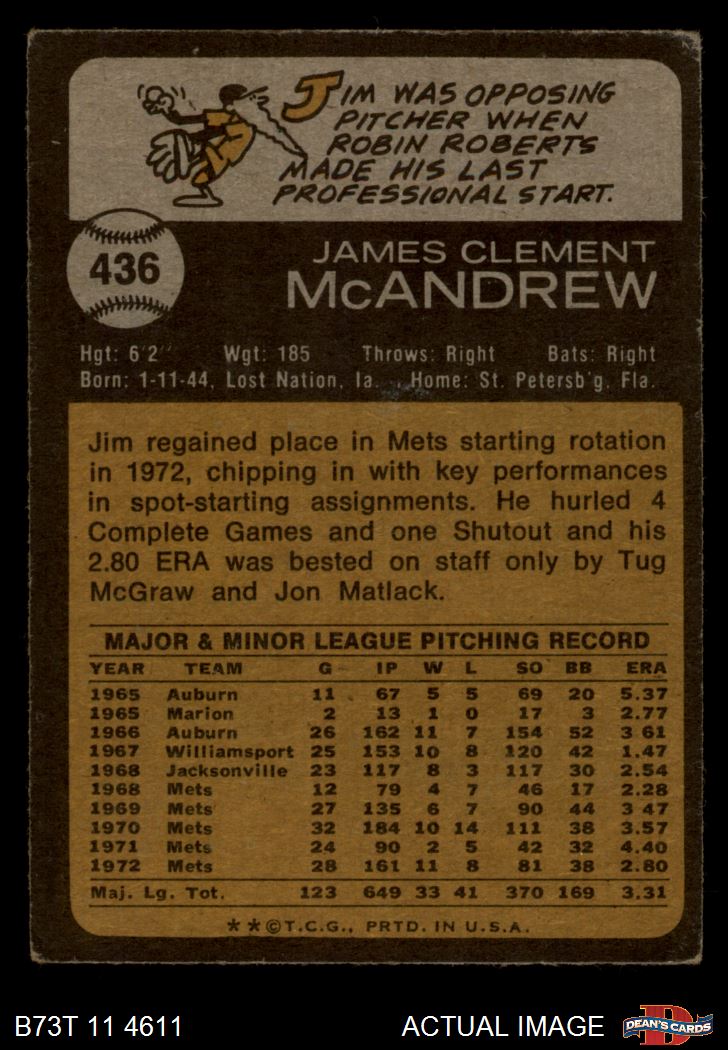 JIM WAS OPPOSING
PITCHER WHEN
ROBIN ROBERTS
MADE HIS LAST
PROFESSIONAL START.
436
JAMES CLEMENT
McANDREW
Hgt: 6'2" Wgt: 185 Throws: Right Bats: Right
Born: 1-11-44, Lost Nation, Ia. Home: St. Petersb'g, Fla.
Jim regained place in Mets starting rotation
in 1972, chipping in with key performances
in spot-starting assignments. He hurled 4
Complete Games and one Shutout and his
2.80 ERA was bested on staff only by Tug
McGraw and Jon Matlack.
MAJOR & MINOR LEAGUE PITCHING RECORD
YEAR TEAM G IP W L SO BB ERA
1965 Auburn 11 67 5 5 69 20 5.37
1965 Marion 2 13 1 0 17 3 2.77
1966 Auburn 26 162 11 7 154 52 3 61
1967 Williamsport 25 153 10 8 120 42 1.47
1968 Jacksonville 23 117 8 3 117 30 2.54
1968 Mets 12 79 4 7 46 17 2.28
1969 Mets 27 135 6 7 90 44 3 47
1970 Mets 32 184 10 14 111 38 3.57
1971 Mets 24 90 2 5 42 32 4.40
1972 Mets 28 161 11 8 81 38 2.80
Maj. Lg. Tot. 123 649 33 41 370 169 3.31
**©T.C.G., PRTD. IN U.S.A.
B73T 11 4611
ACTUAL IMAGE
D
DEAN'S CARDS